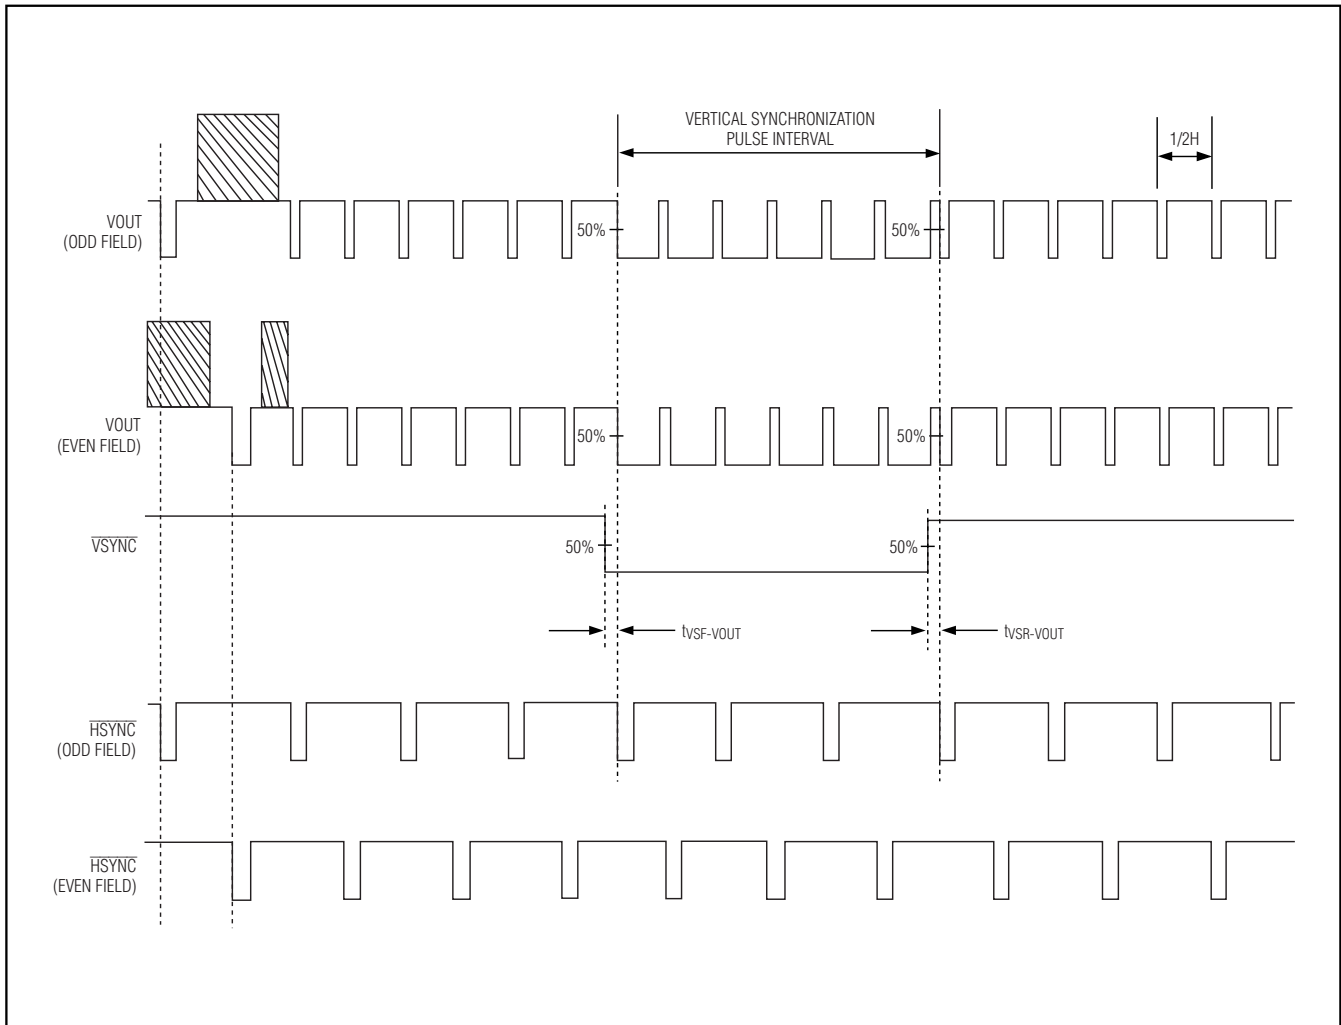 VERTICAL SYNCHRONIZATION
PULSE INTERVAL
1/2H
VOUT
(ODD FIELD)
50%
50%
VOUT
(EVEN FIELD)
50%
50%
VSYNC
50%
50%
tVSF-VOUT
tVSR-VOUT
HSYNC
(ODD FIELD)
HSYNC
(EVEN FIELD)